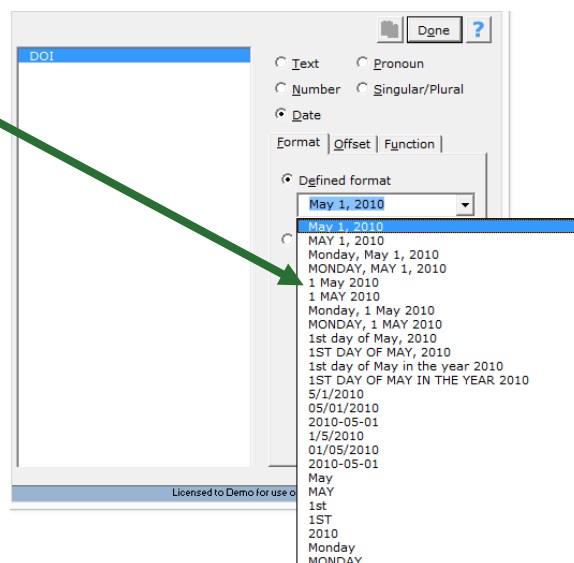 Done ?
DOI
Text Pronoun
Number Singular/Plural
Date
Format Offset Function
Defined format
May 1, 2010
May 1, 2010
MAY 1, 2010
Monday, May 1, 2010
MONDAY, MAY 1, 2010
1 May 2010
1 MAY 2010
Monday, 1 May 2010
MONDAY, 1 MAY 2010
1st day of May, 2010
1ST DAY OF MAY, 2010
1st day of May in the year 2010
1ST DAY OF MAY IN THE YEAR 2010
5/1/2010
05/01/2010
2010-05-01
1/5/2010
01/05/2010
2010-05-01
May
MAY
1st
1ST
2010
Monday
MONDAY
Licensed to Demo for use o